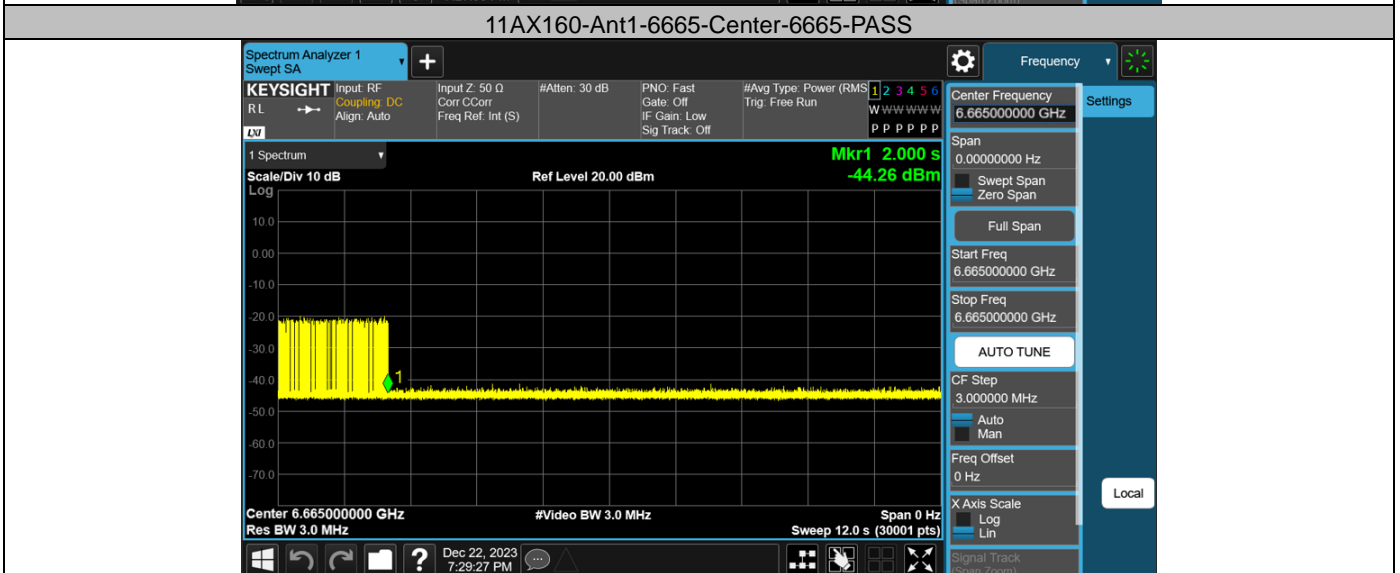 11AX160-Ant1-6665-Center-6665-PASS
Spectrum Analyzer 1
Swept SA
+
Frequency
KEYSIGHT
RL
LXI
Input: RF
Coupling: DC
Align: Auto
Input Z: 50 Ω
Corr CCorr
Freq Ref: Int (S)
#Atten: 30 dB
PNO: Fast
Gate: Off
IF Gain: Low
Sig Track: Off
#Avg Type: Power (RMS
Trig: Free Run
1 2 3 4 5 6
W W W W W W
P P P P P P
1 Spectrum
Mkr1 2.000 s
Scale/Div 10 dB
Ref Level 20.00 dBm
-44.26 dBm
Log
10.0
0.00
-10.0
-20.0
-30.0
-40.0
-50.0
-60.0
-70.0
1
Center 6.665000000 GHz
#Video BW 3.0 MHz
Span 0 Hz
Res BW 3.0 MHz
Sweep 12.0 s (30001 pts)
Center Frequency
6.665000000 GHz
Settings
Span
0.00000000 Hz
Swept Span
Zero Span
Full Span
Start Freq
6.665000000 GHz
Stop Freq
6.665000000 GHz
AUTO TUNE
CF Step
3.000000 MHz
Auto
Man
Freq Offset
0 Hz
X Axis Scale
Log
Lin
Local
Signal Track
(Span Zoom)
?
Dec 22, 2023
7:29:27 PM